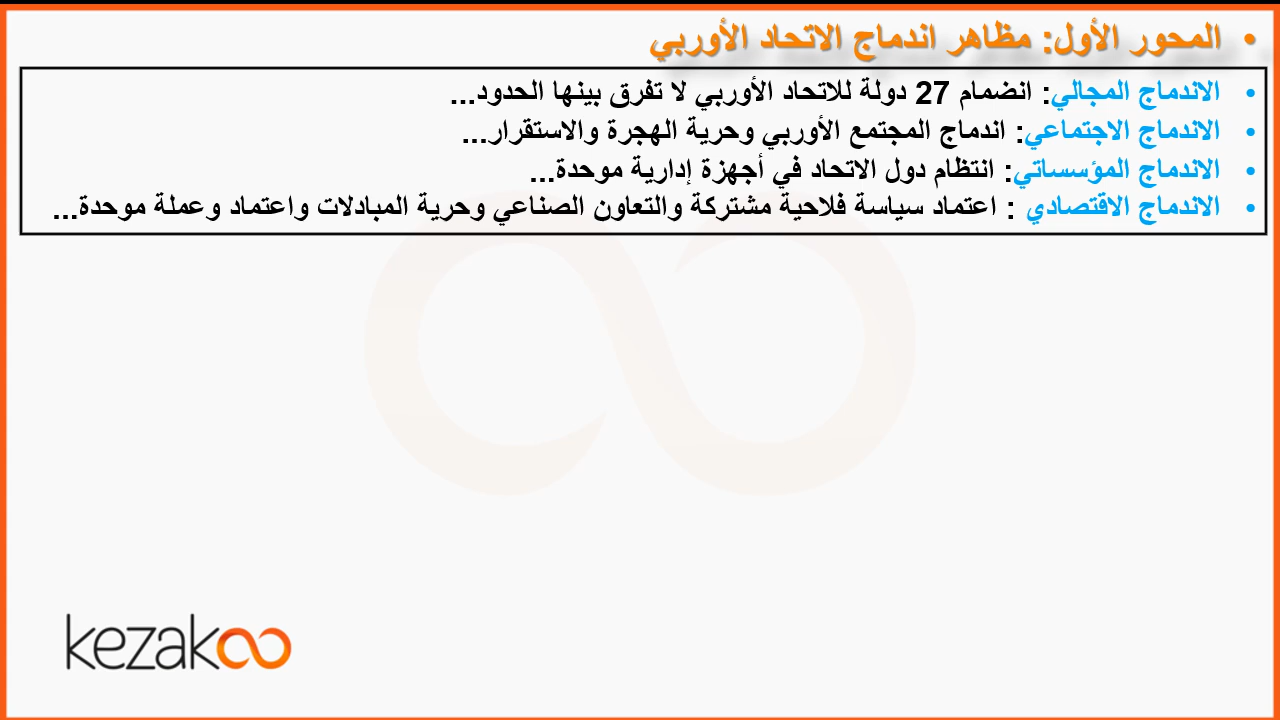 • المحور الأول: مظاهر اندماج الاتحاد الأوربي
• الاندماج المجالي: انضمام 27 دولة للاتحاد الأوربي لا تفرق بينها الحدود...
• الاندماج الاجتماعي: اندماج المجتمع الأوربي وحرية الهجرة والاستقرار...
• الاندماج المؤسساتي: انتظام دول الاتحاد في أجهزة إدارية موحدة...
• الاندماج الاقتصادي : اعتماد سياسة فلاحية مشتركة والتعاون الصناعي وحرية المبادلات واعتماد وعملة موحدة...
kezakoo